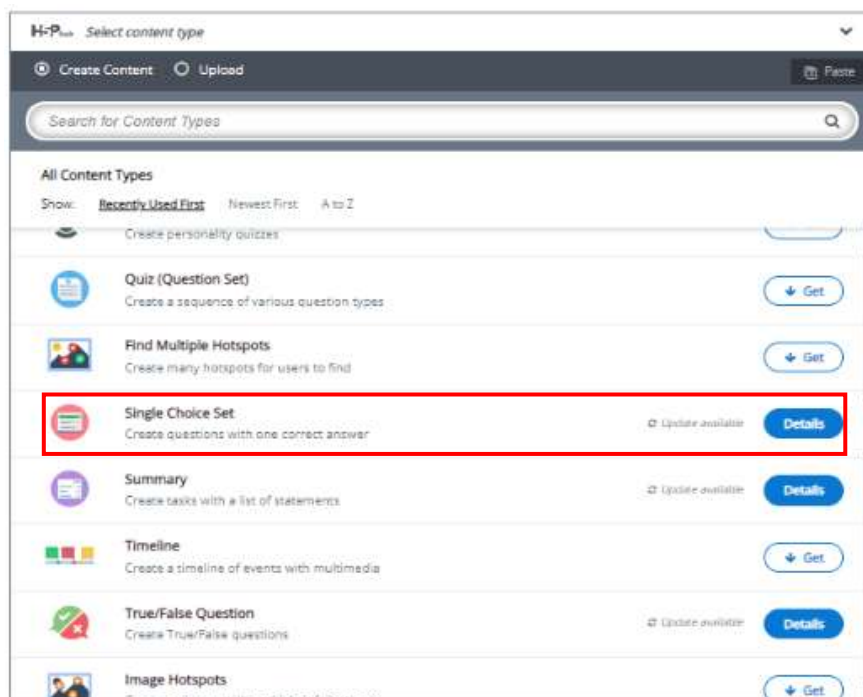 H5P Select content type
Create Content Upload Paste
Search for Content Types
All Content Types
Show: Recently Used First Newest First A to Z
Create personality quizzes
Quiz (Question Set)
Create a sequence of various question types
Get
Find Multiple Hotspots
Create many hotspots for users to find
Get
Single Choice Set
Create questions with one correct answer
Update available Details
Summary
Create tasks with a list of statements
Update available Details
Timeline
Create a timeline of events with multimedia
Get
True/False Question
Create True/False questions
Update available Details
Image Hotspots
Get